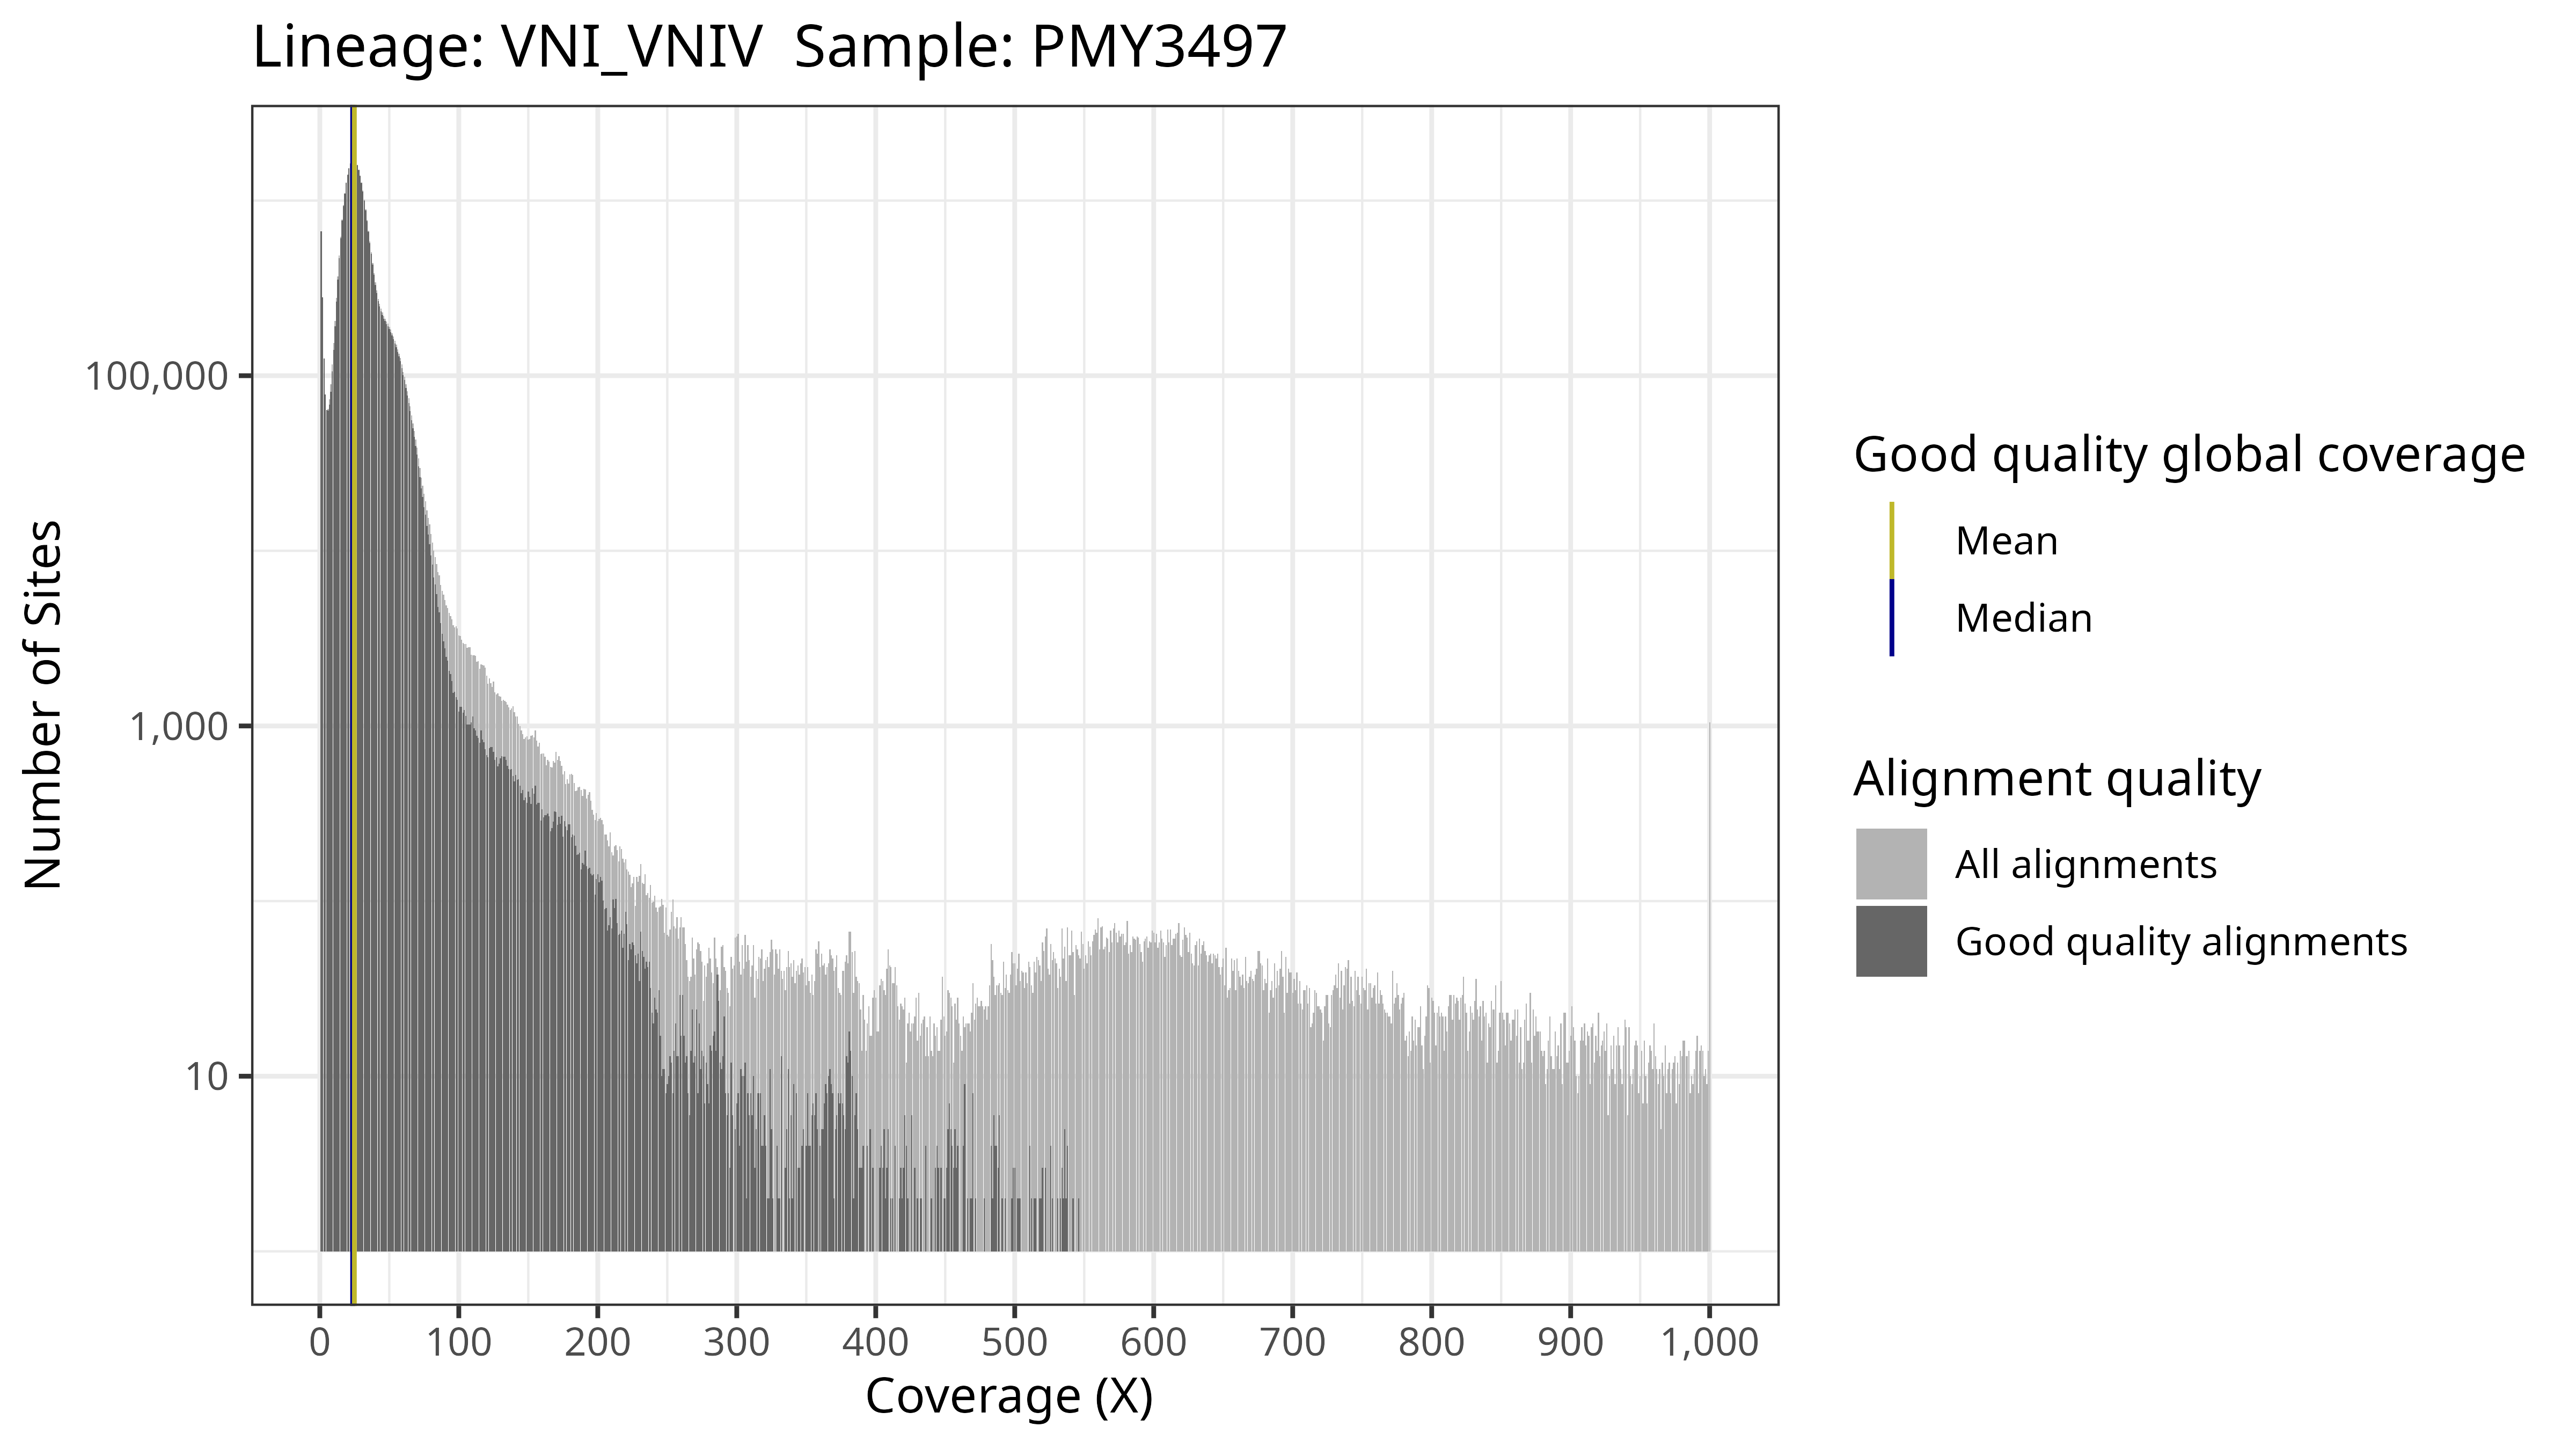 Lineage: VNI_VNIV  Sample: PMY3497
Number of Sites
100,000
1,000
10
0 100 200 300 400 500 600 700 800 900 1,000
Coverage (X)
Good quality global coverage
Mean
Median
Alignment quality
All alignments
Good quality alignments